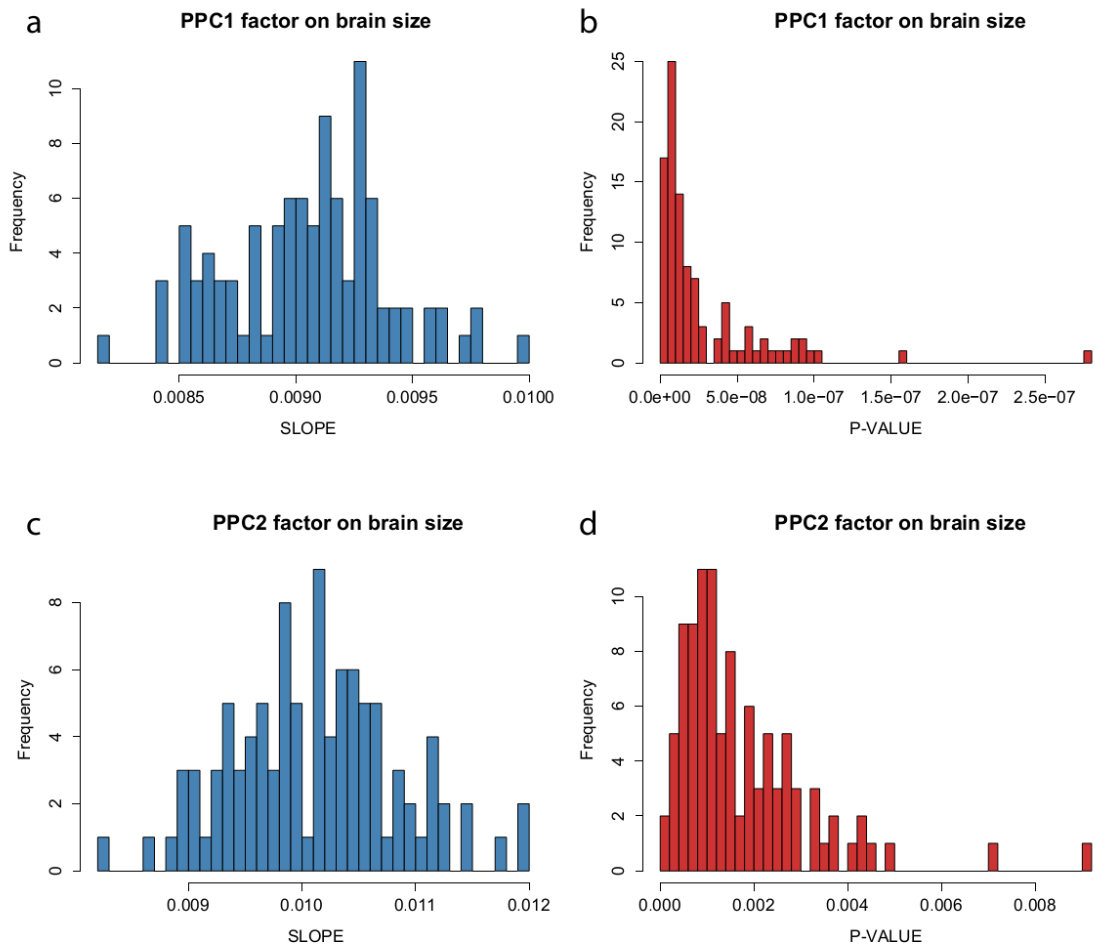 a
PPC1 factor on brain size
Frequency
0 2 4 6 8 10
0.0085 0.0090 0.0095 0.0100
SLOPE
b
PPC1 factor on brain size
Frequency
0 5 10 15 20 25
0.0e+00 5.0e−08 1.0e−07 1.5e−07 2.0e−07 2.5e−07
P-VALUE
c
PPC2 factor on brain size
Frequency
0 2 4 6 8
0.009 0.010 0.011 0.012
SLOPE
d
PPC2 factor on brain size
Frequency
0 2 4 6 8 10
0.000 0.002 0.004 0.006 0.008
P-VALUE